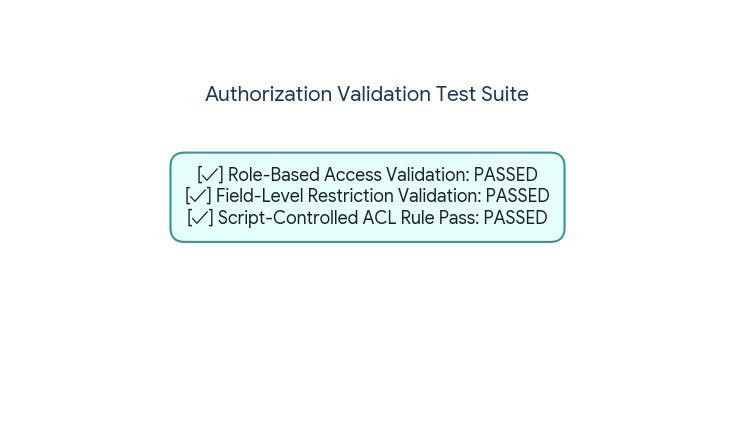 Authorization Validation Test Suite
[✓] Role-Based Access Validation: PASSED
[✓] Field-Level Restriction Validation: PASSED
[✓] Script-Controlled ACL Rule Pass: PASSED